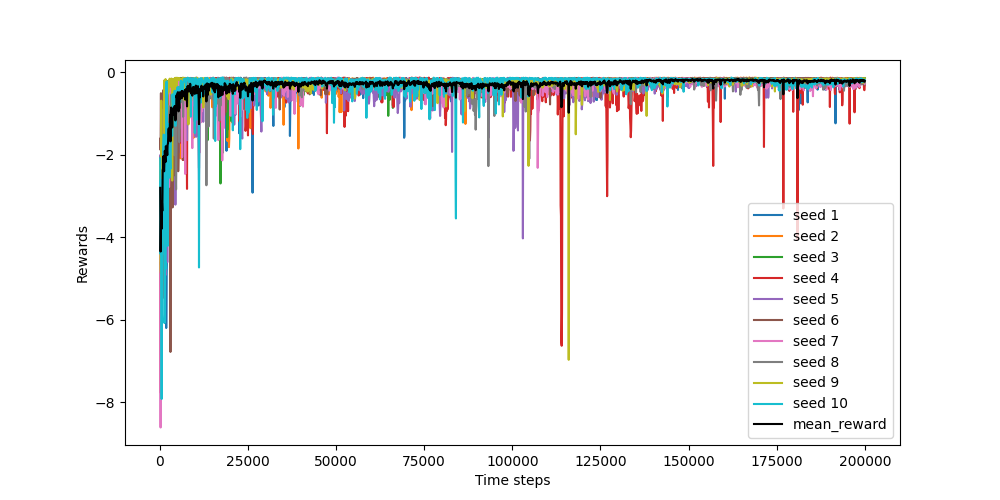 0
−2
−4
−6
−8
Rewards
0
25000
50000
75000
100000
125000
150000
175000
200000
Time steps
seed 1
seed 2
seed 3
seed 4
seed 5
seed 6
seed 7
seed 8
seed 9
seed 10
mean_reward